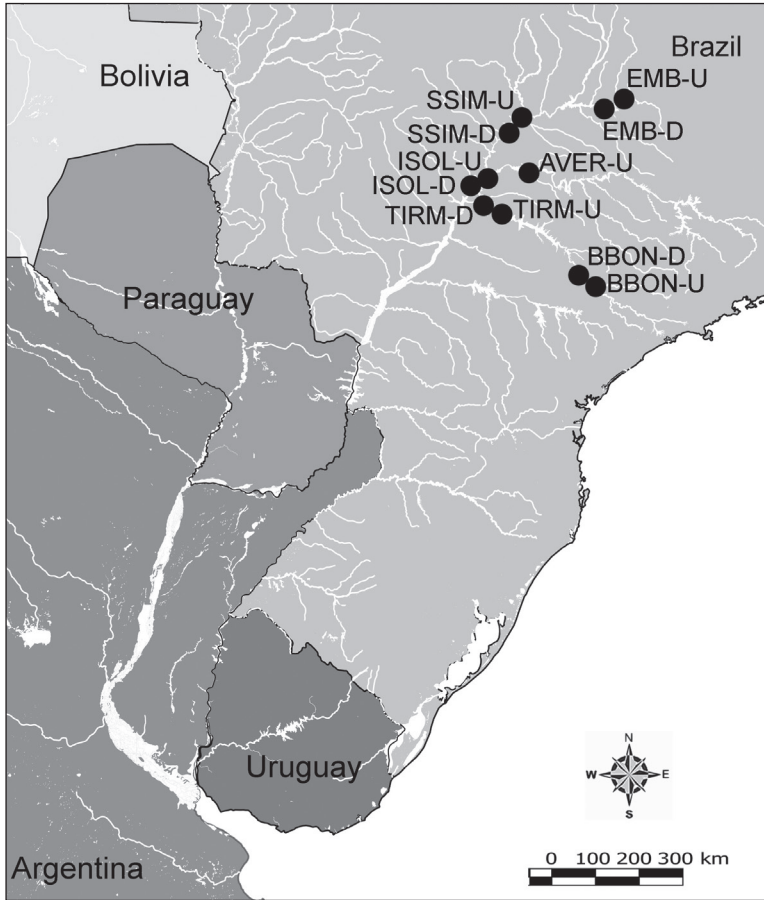 Brazil
Bolivia
EMB-U
SSIM-U
EMB-D
SSIM-D
ISOL-U
AVER-U
ISOL-D
TIRM-D
TIRM-U
BBON-D
BBON-U
Paraguay
Uruguay
Argentina
N
W
E
S
0 100 200 300 km